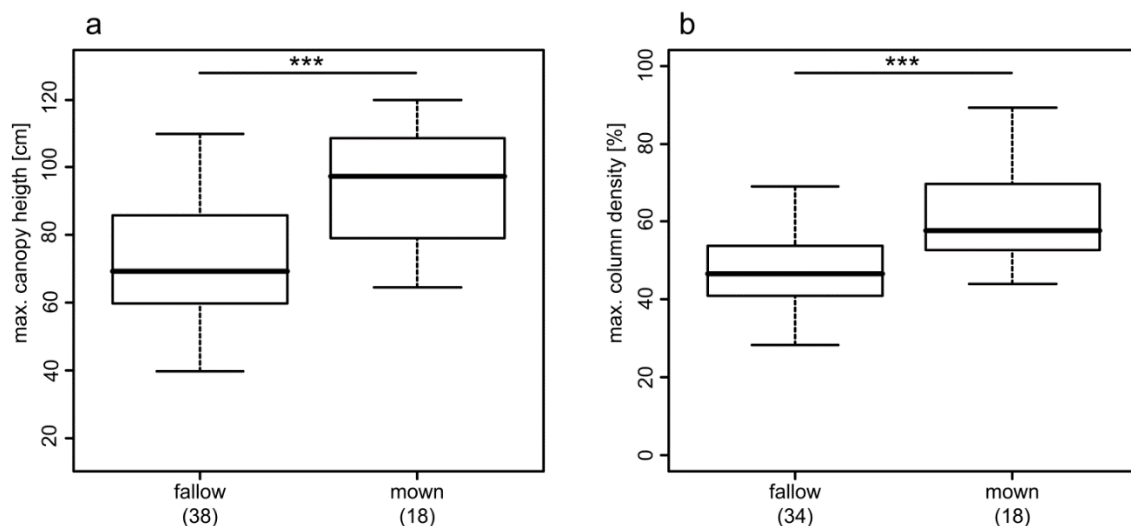 a
***
max. canopy heigth [cm]
120
100
80
60
40
20
fallow
(38)
mown
(18)
b
***
max. column density [%]
100
80
60
40
20
0
fallow
(34)
mown
(18)